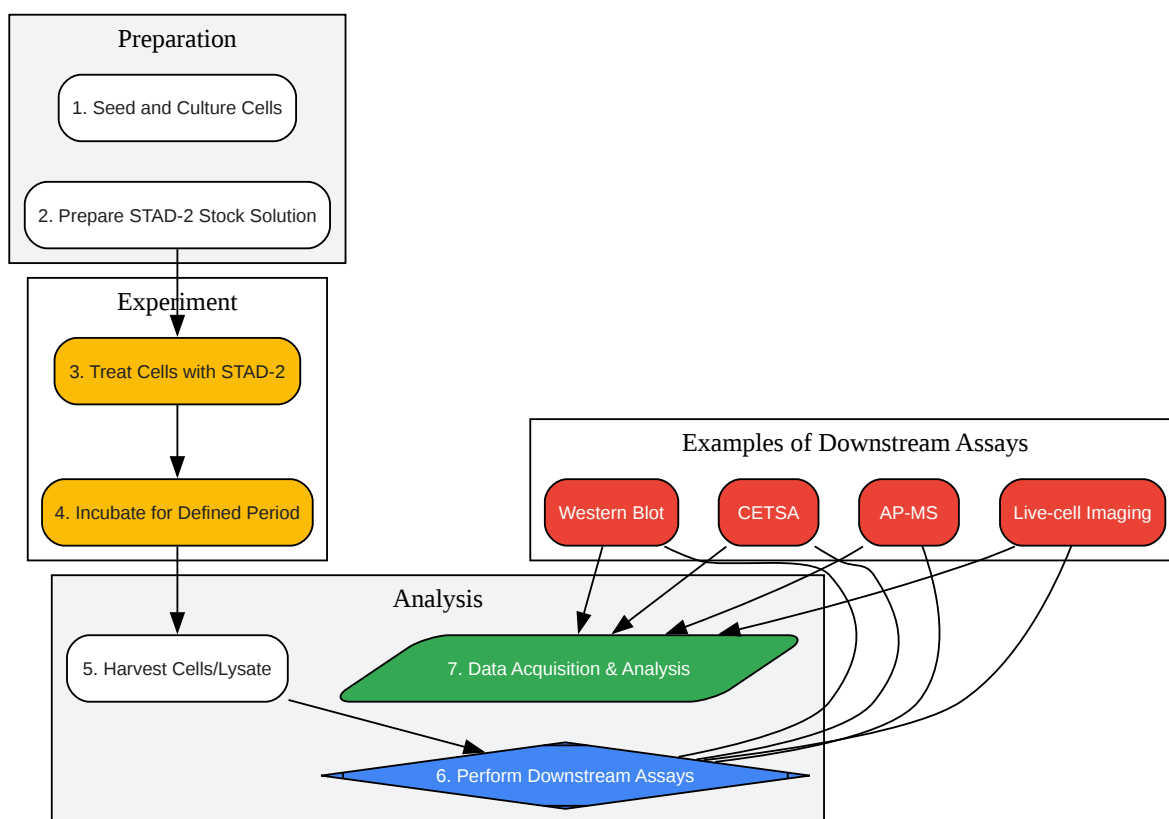 Preparation
1. Seed and Culture Cells
2. Prepare STAD-2 Stock Solution
Experiment
3. Treat Cells with STAD-2
4. Incubate for Defined Period
Examples of Downstream Assays
Western Blot
CETSA
AP-MS
Live-cell Imaging
Analysis
5. Harvest Cells/Lysate
7. Data Acquisition & Analysis
6. Perform Downstream Assays